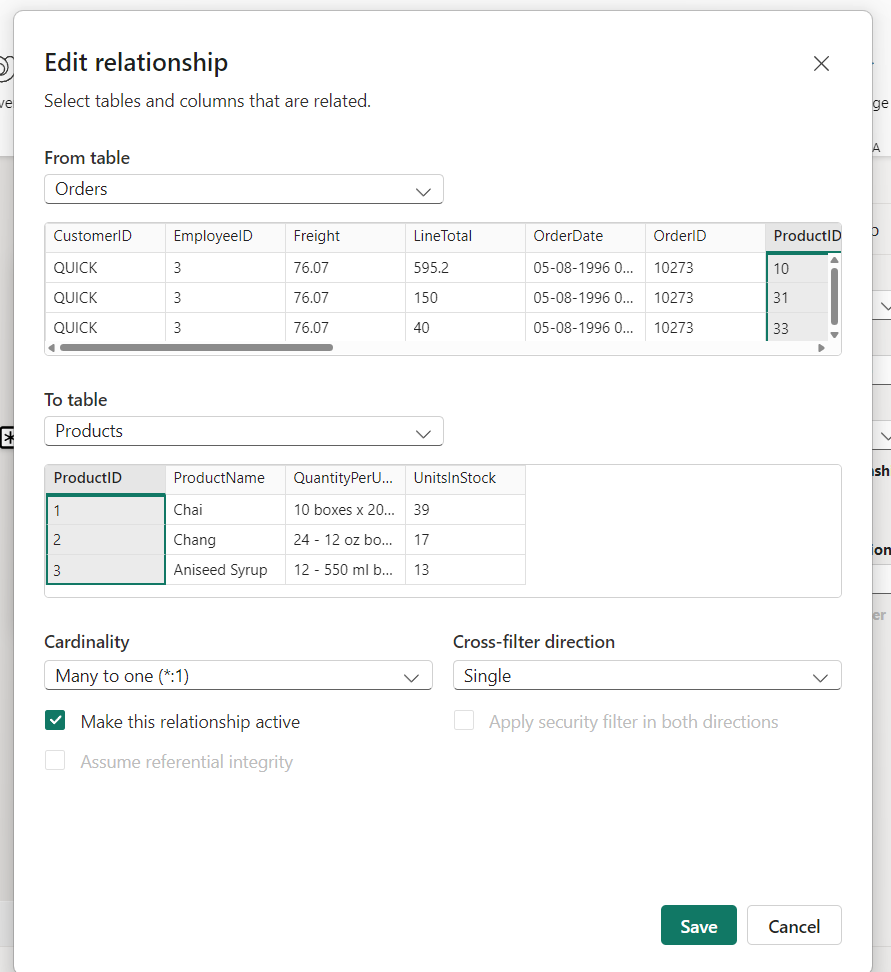 Edit relationship
Select tables and columns that are related.
From table
Orders
CustomerID EmployeeID Freight LineTotal OrderDate OrderID ProductID
QUICK 3 76.07 595.2 05-08-1996 0... 10273 10
QUICK 3 76.07 150 05-08-1996 0... 10273 31
QUICK 3 76.07 40 05-08-1996 0... 10273 33
To table
Products
ProductID ProductName QuantityPerU... UnitsInStock
1 Chai 10 boxes x 20... 39
2 Chang 24 - 12 oz bo... 17
3 Aniseed Syrup 12 - 550 ml b... 13
Cardinality Cross-filter direction
Many to one (*:1) Single
Make this relationship active Apply security filter in both directions
Assume referential integrity
Save Cancel